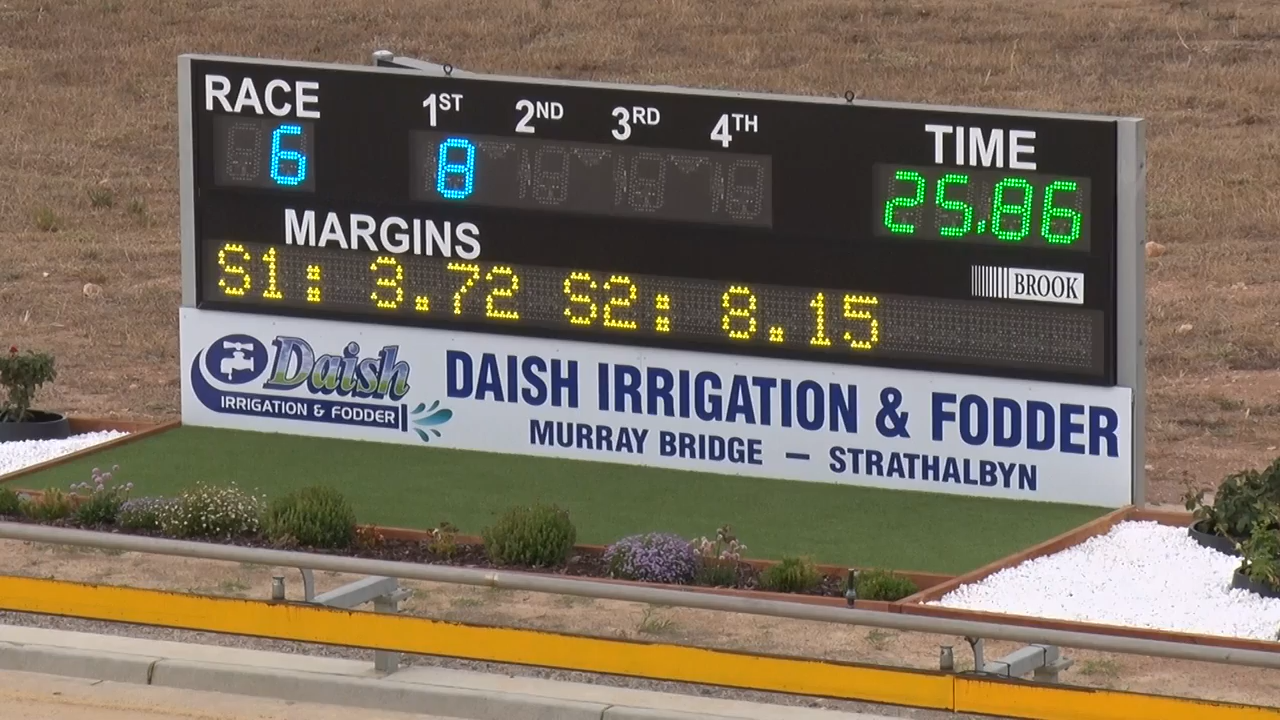 RACE 1ST 2ND 3RD 4TH TIME
6 8 25.86
MARGINS
BROOK
S1: 3.72 S2: 8.15
Daish
IRRIGATION & FODDER
DAISH IRRIGATION & FODDER
MURRAY BRIDGE — STRATHALBYN